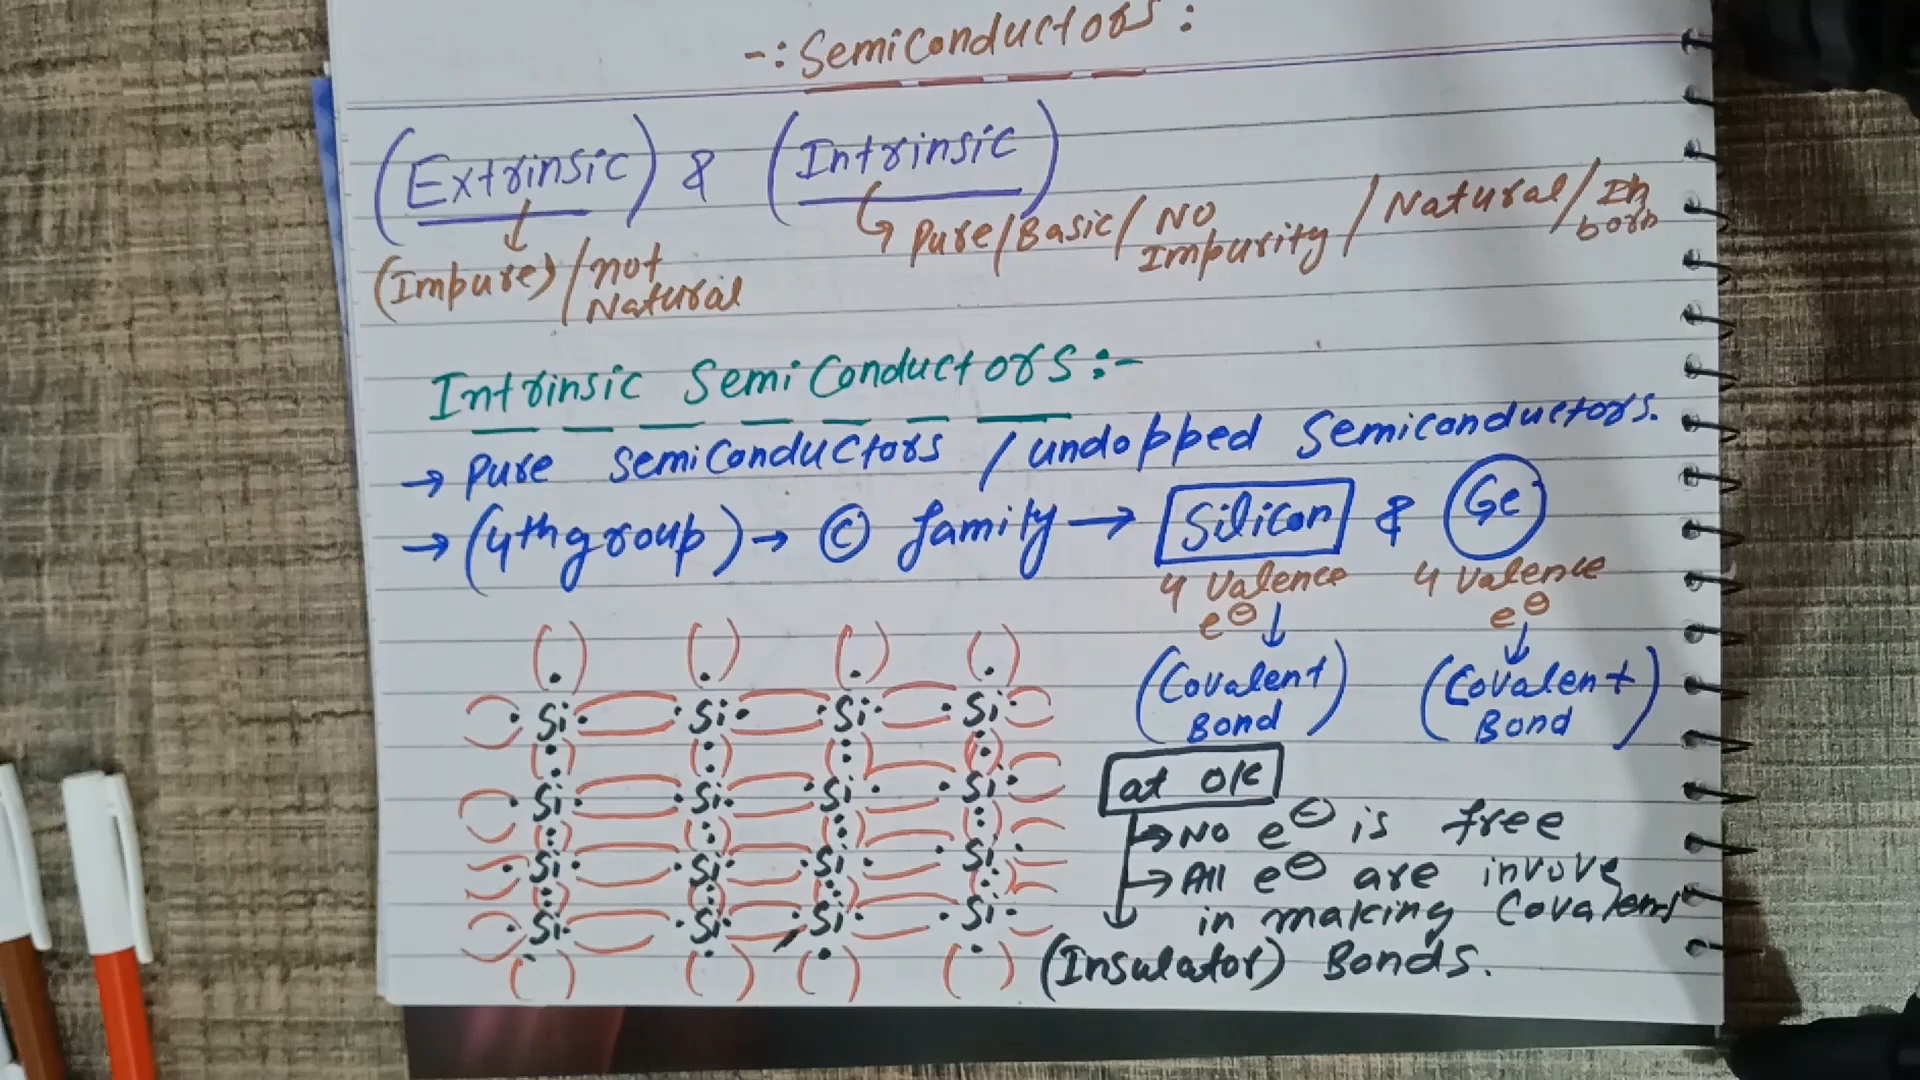 -: Semiconductors:
(Extrinsic) & (Intrinsic)
(Impure) / not Natural
Pure / Basic / No Impurity / Natural / In born
Intrinsic Semiconductors:-
→ Pure semiconductors / undopped Semiconductors.
→ (4th group) → © family → Silicon & Ge
4 Valence e⊖ 4 Valence e⊖
(Covalent Bond) (Covalent Bond)
Si Si Si Si
Si Si Si Si
Si Si Si Si
Si Si Si Si
at 0K
→ No e⊖ is free
→ All e⊖ are invove
in making Covalent
(Insulator) Bonds.